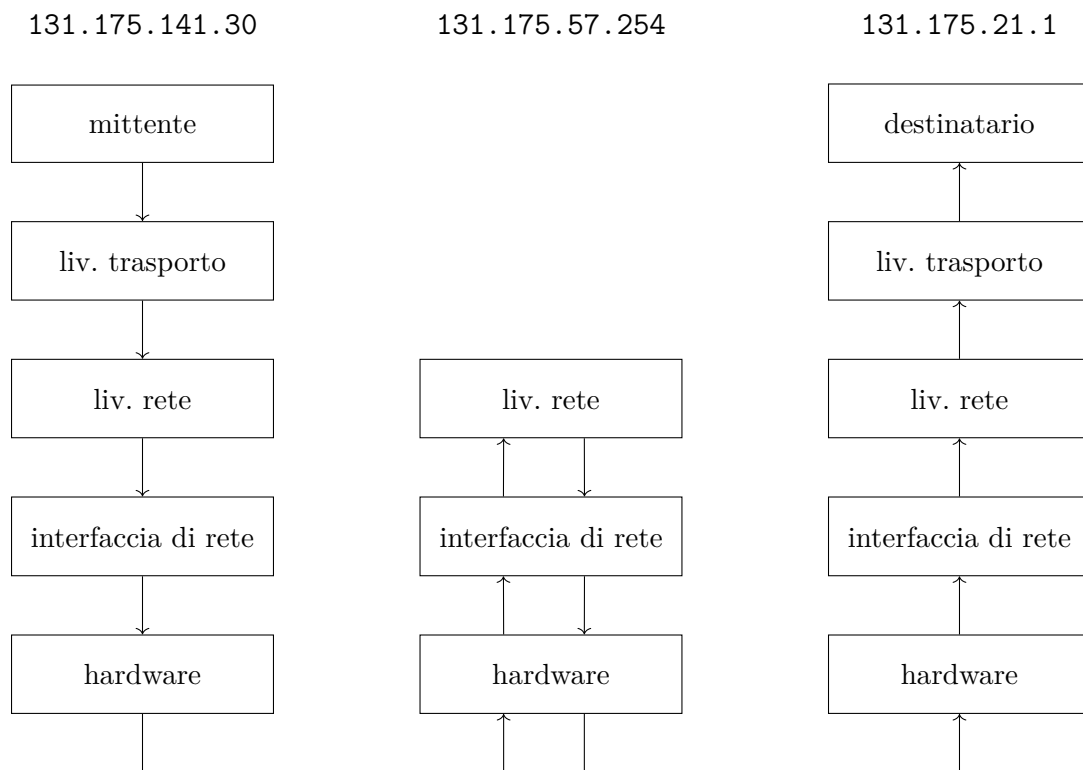 131.175.141.30
131.175.57.254
131.175.21.1
mittente
destinatario
liv. trasporto
liv. trasporto
liv. rete
liv. rete
liv. rete
interfaccia di rete
interfaccia di rete
interfaccia di rete
hardware
hardware
hardware